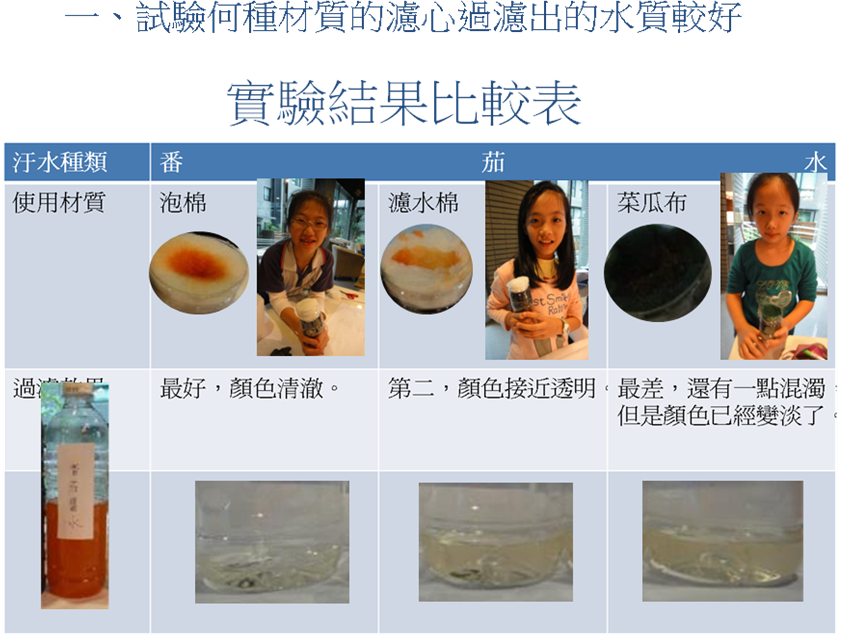 一、試驗何種材質的濾心過濾出的水質較好
實驗結果比較表
汙水種類 番茄水
使用材質 泡棉 濾水棉 菜瓜布
最好，顏色清澈。 第二，顏色接近透明。 最差，還有一點混濁，
但是顏色已經變淡了。
番茄
水